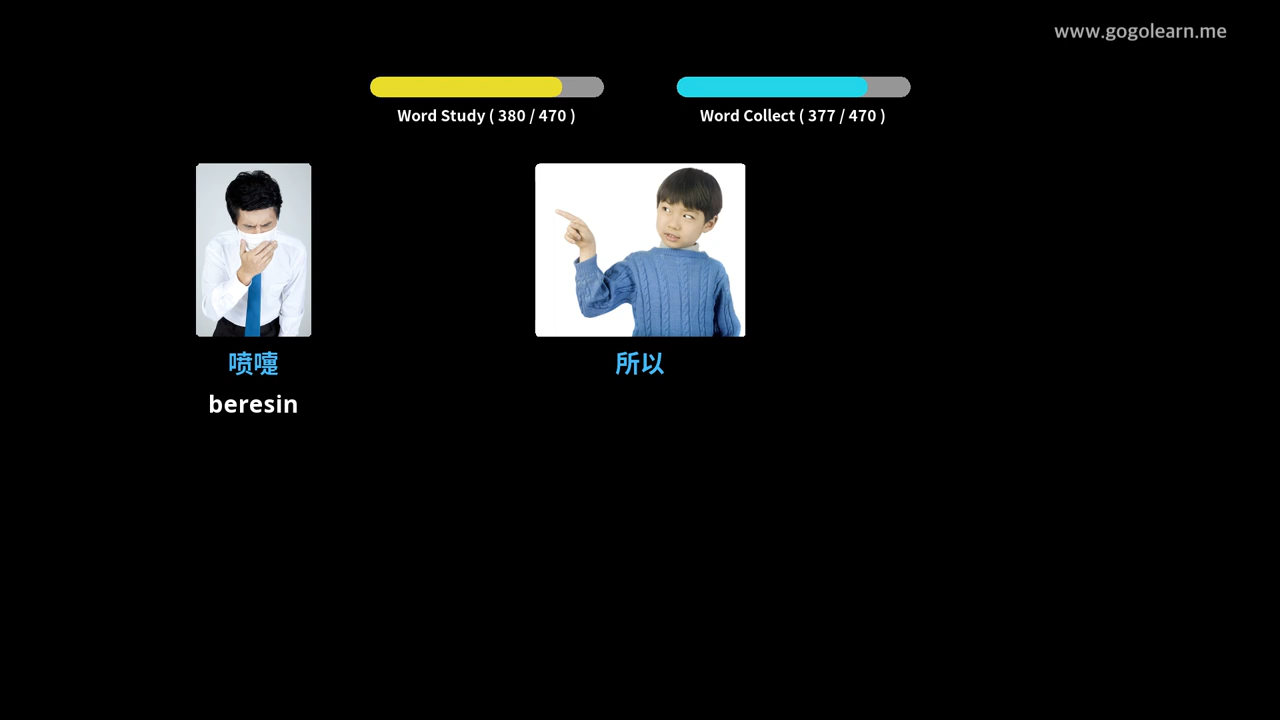 www.gogolearn.me
Word Study ( 380 / 470 )
Word Collect ( 377 / 470 )
喷嚏
所以
beresin